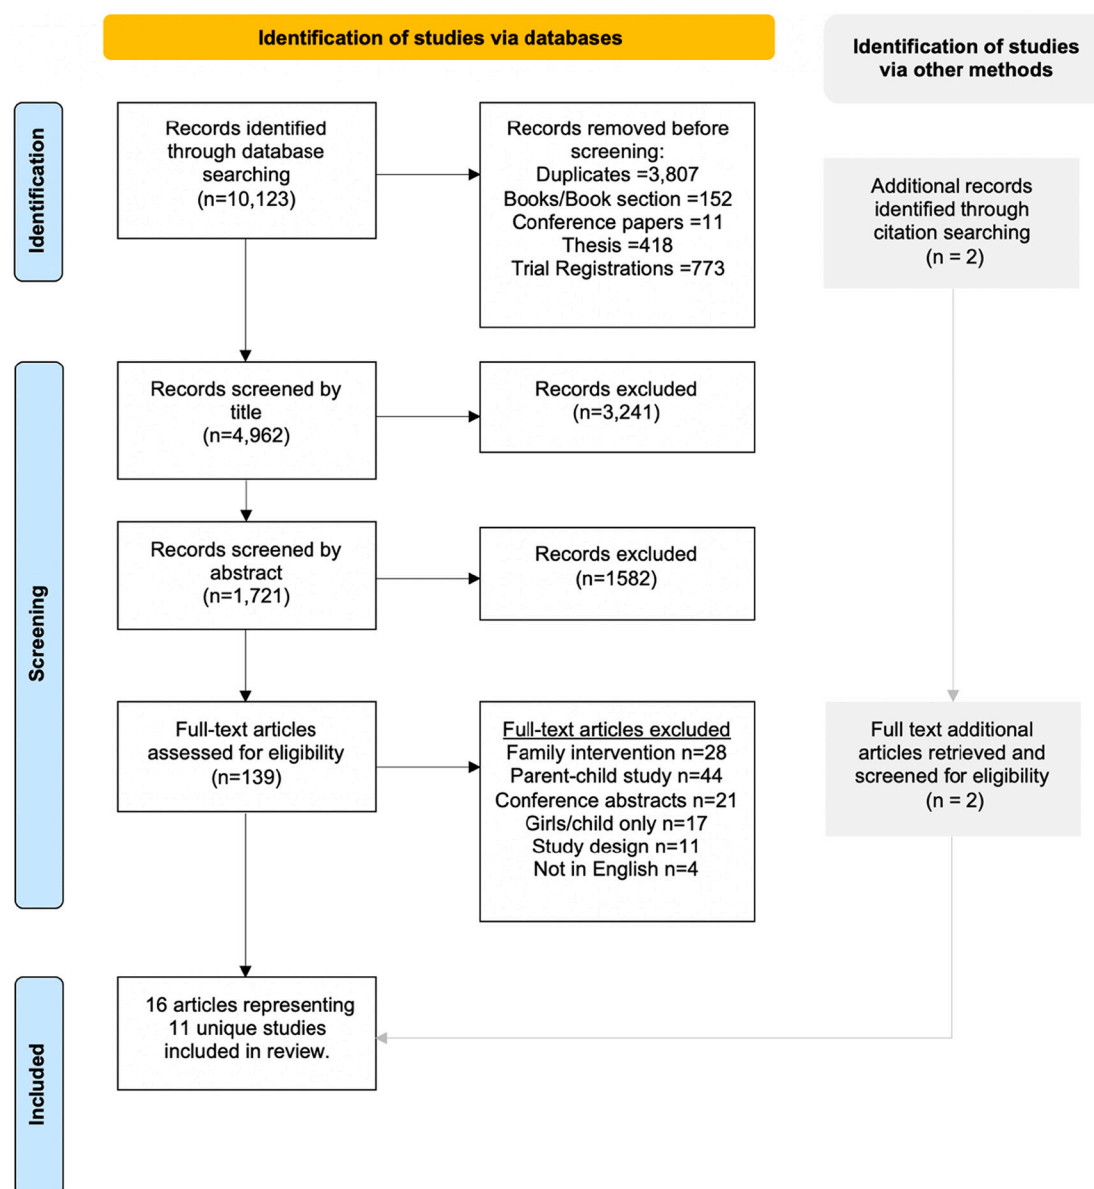 Identification of studies via databases
Identification of studies
via other methods
Identification
Records identified
through database
searching
(n=10,123)
Records removed before
screening:
Duplicates =3,807
Books/Book section =152
Conference papers =11
Thesis =418
Trial Registrations =773
Additional records
identified through
citation searching
(n = 2)
Screening
Records screened by
title
(n=4,962)
Records excluded
(n=3,241)
Records screened by
abstract
(n=1,721)
Records excluded
(n=1582)
Full-text articles
assessed for eligibility
(n=139)
Full-text articles excluded
Family intervention n=28
Parent-child study n=44
Conference abstracts n=21
Girls/child only n=17
Study design n=11
Not in English n=4
Full text additional
articles retrieved and
screened for eligibility
(n = 2)
Included
16 articles representing
11 unique studies
included in review.